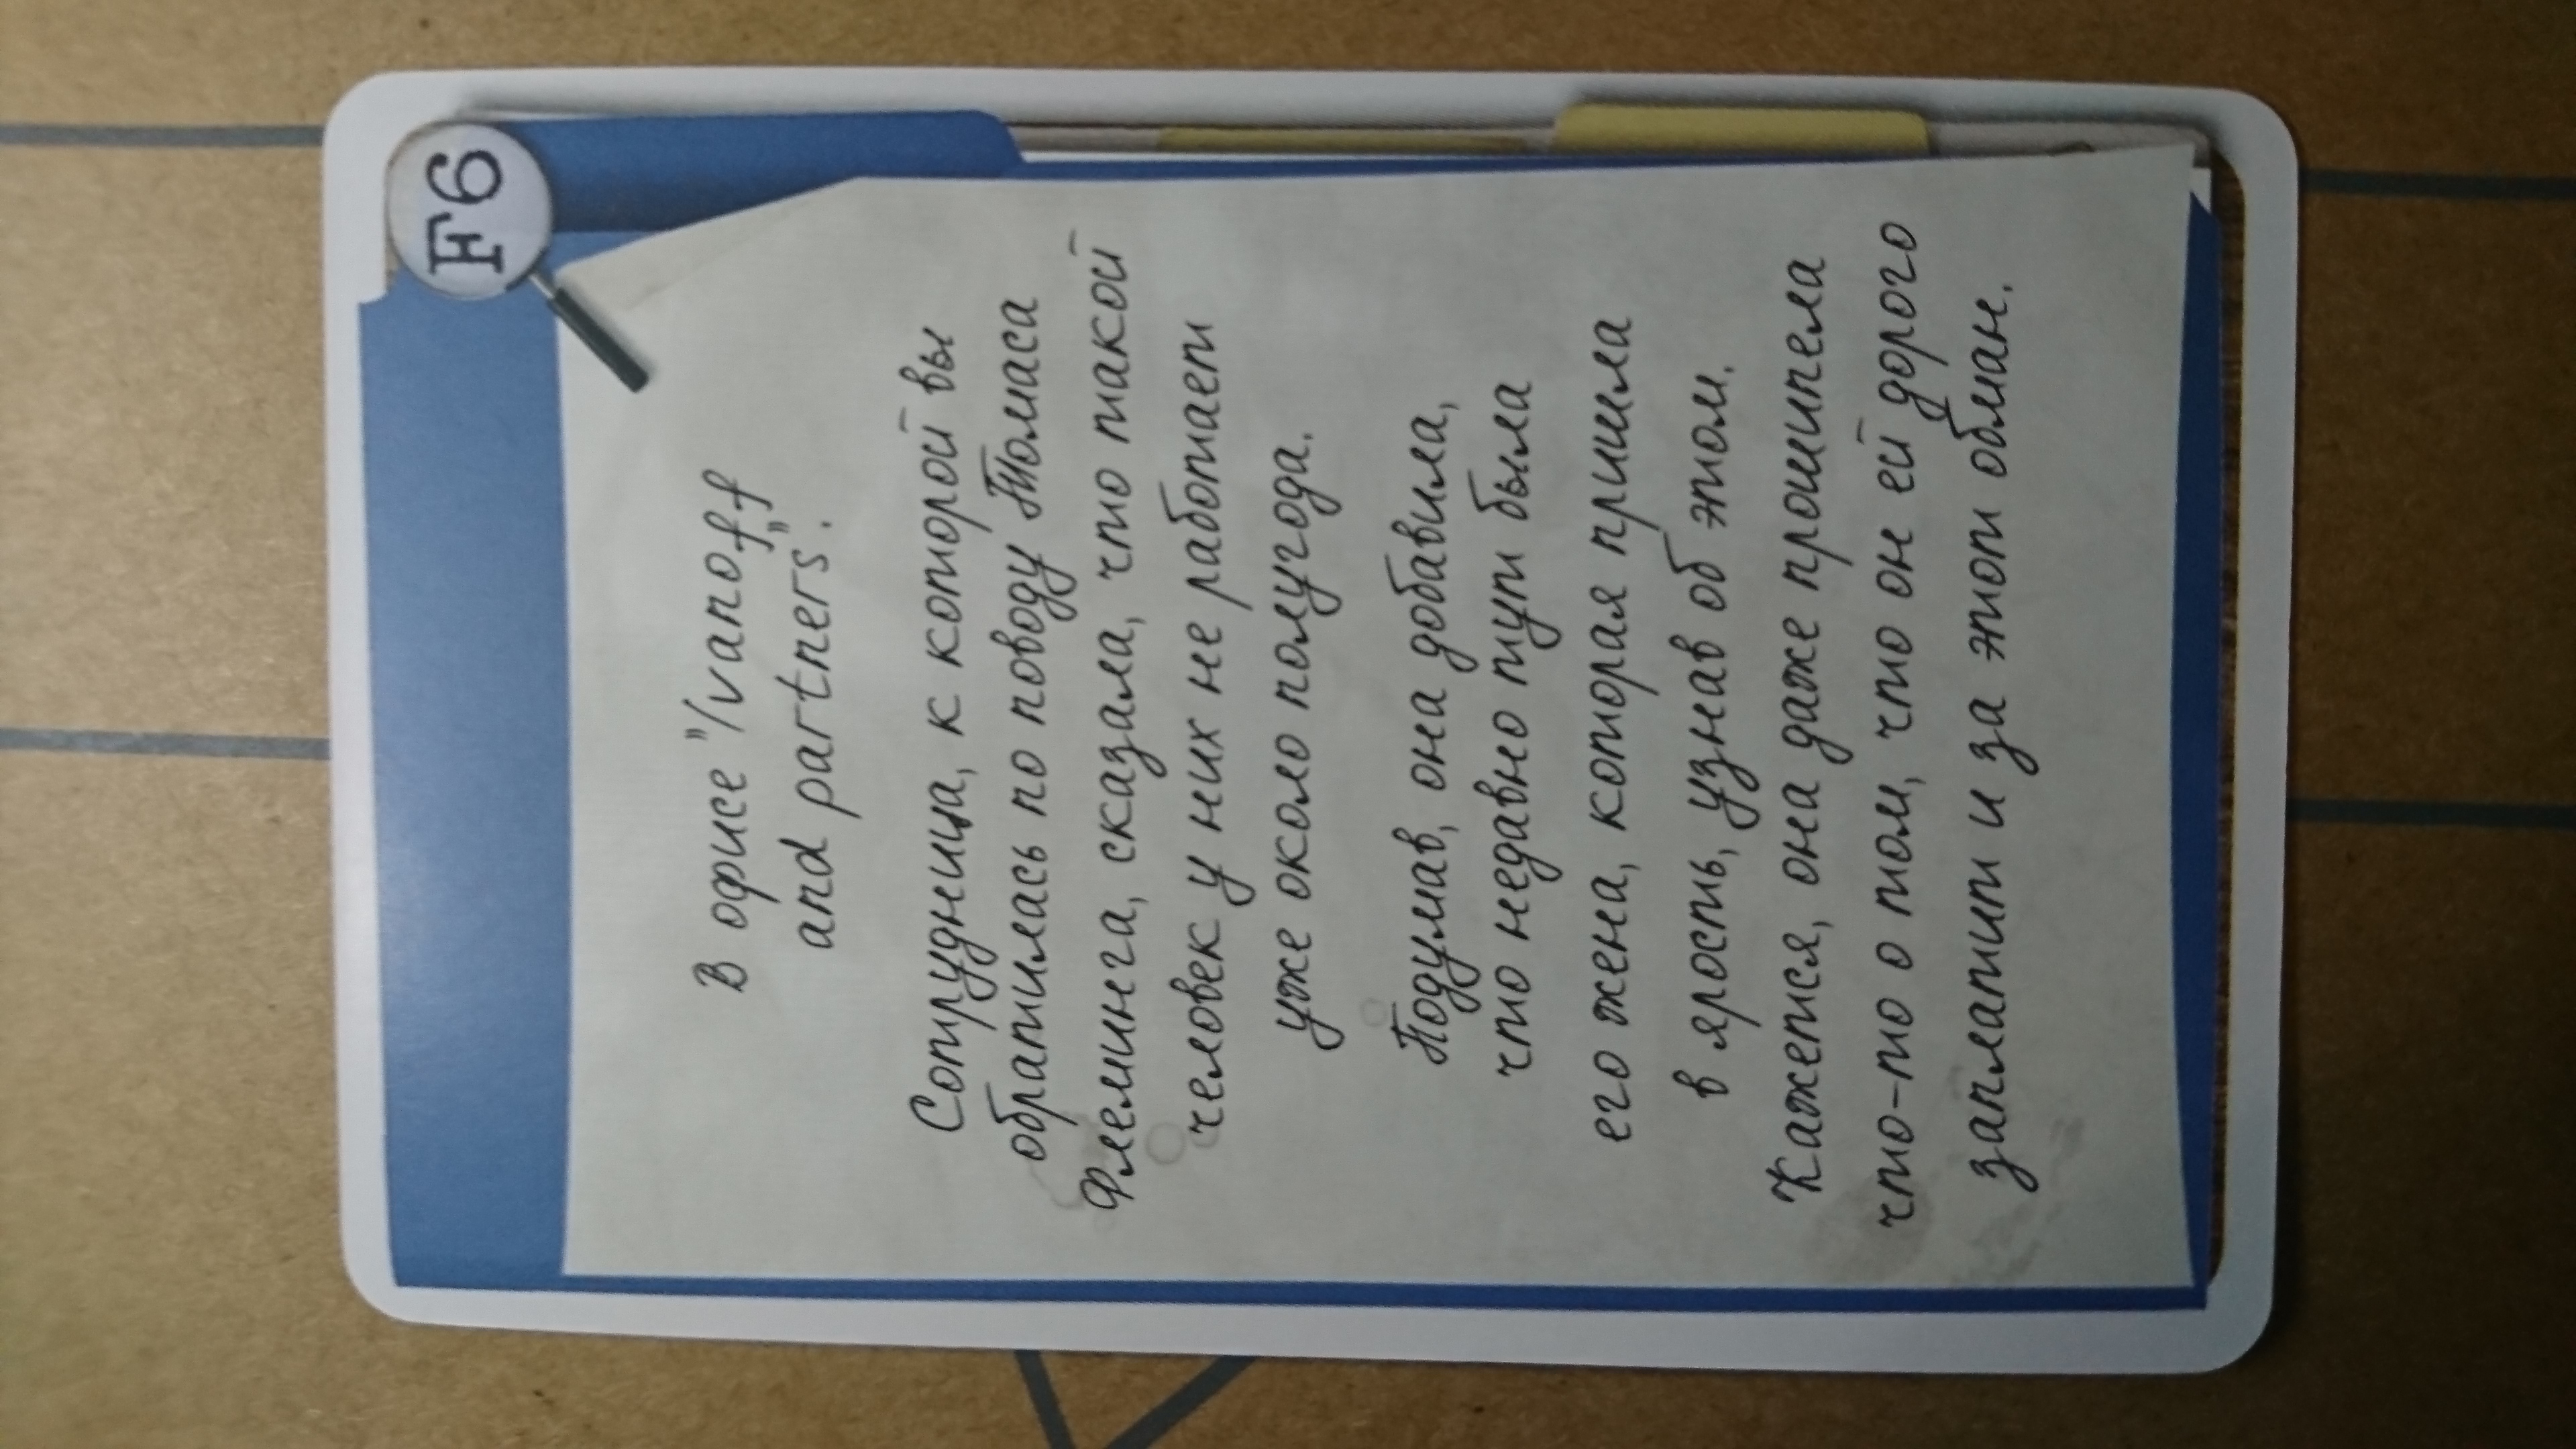 F6
В офисе "Ivanoff
and partners".
Сотрудница, к которой вы
обратилась по поводу Томаса
Флеминга, сказала, что такой
человек у них не работает
уже около полугода.
Подумав, она добавила,
что недавно тут была
его жена, которая пришла
в ярость, узнав об этом.
Кажется, она даже прошипела
что-то о том, что он ей дорого
заплатит и за этот обман.